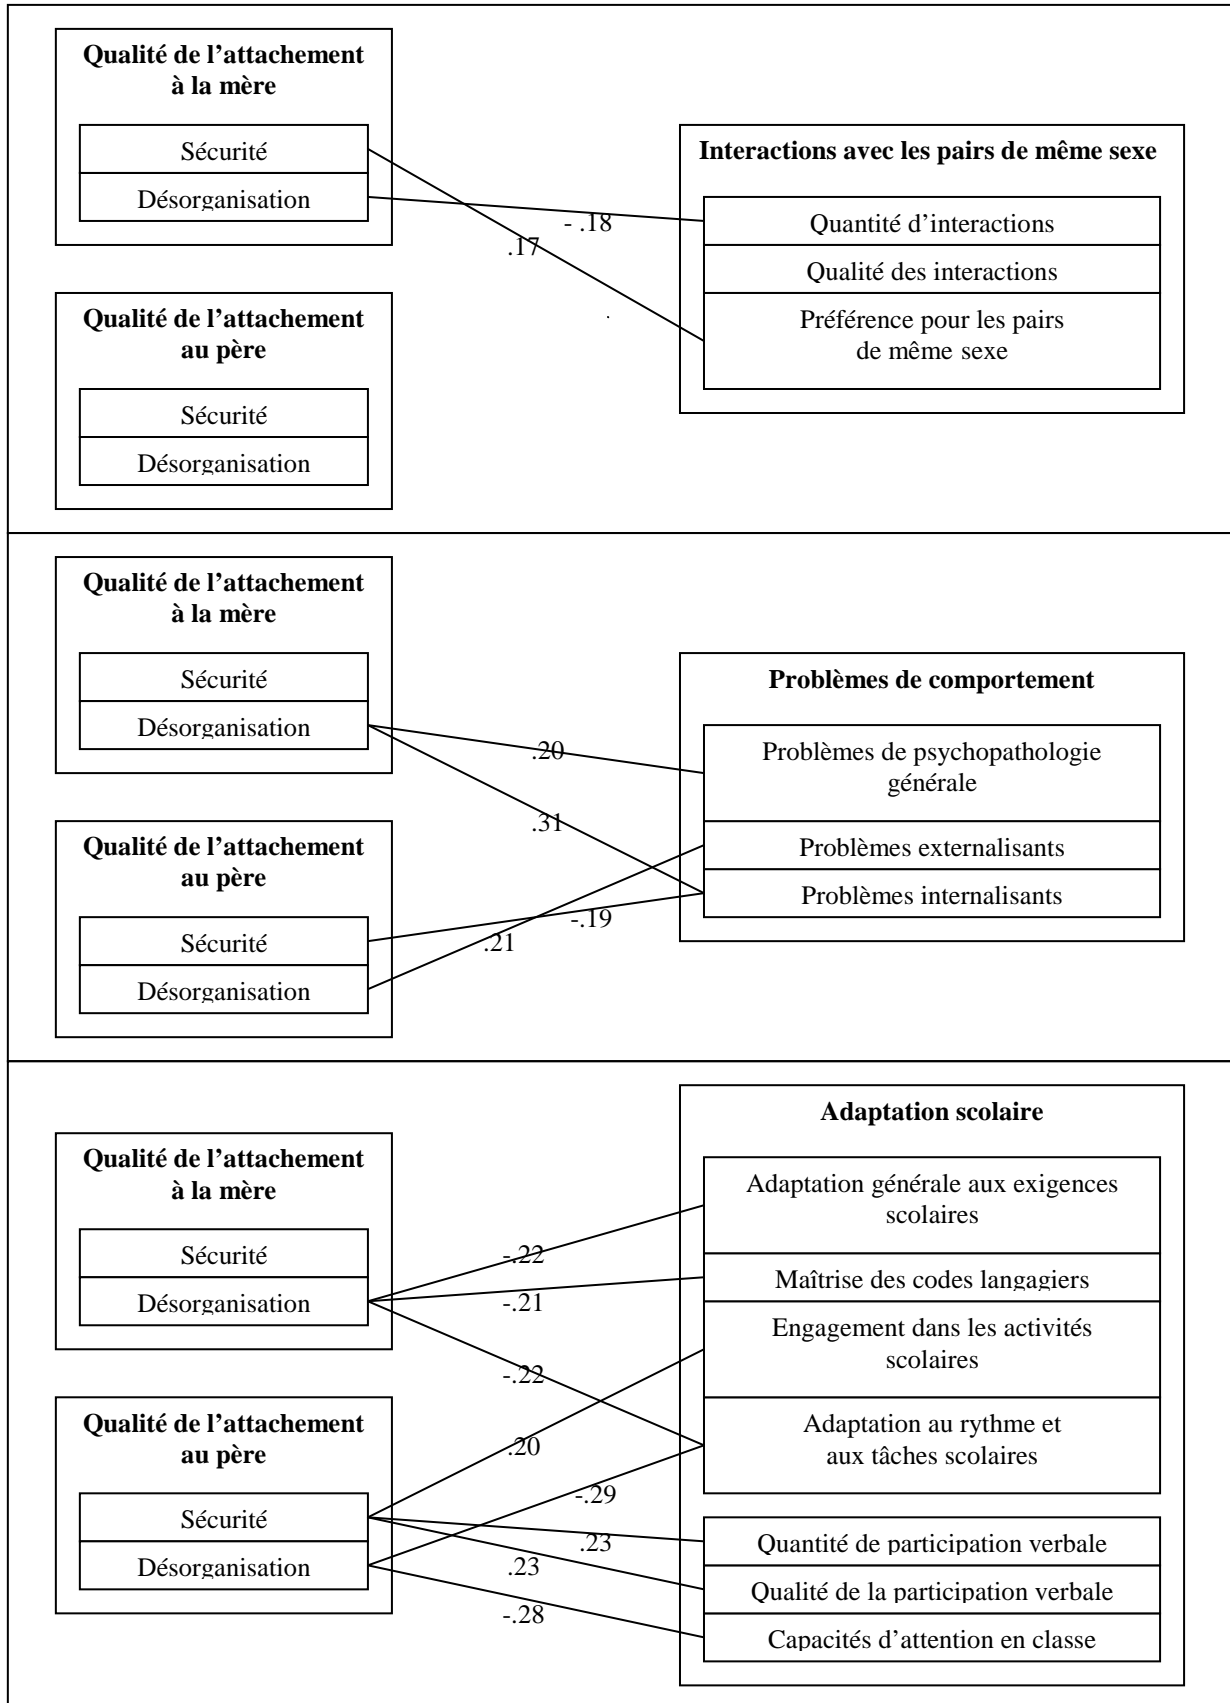 Qualité de l’attachement
à la mère
Sécurité
Désorganisation
Interactions avec les pairs de même sexe
Quantité d’interactions
Qualité des interactions
Préférence pour les pairs
de même sexe
- .18
.17
.
Qualité de l’attachement
au père
Sécurité
Désorganisation
Qualité de l’attachement
à la mère
Sécurité
Désorganisation
Problèmes de comportement
Problèmes de psychopathologie
générale
Problèmes externalisants
Problèmes internalisants
.20
.31
Qualité de l’attachement
au père
Sécurité
Désorganisation
-.19
.21
Adaptation scolaire
Qualité de l’attachement
à la mère
Sécurité
Désorganisation
Adaptation générale aux exigences
scolaires
Maîtrise des codes langagiers
Engagement dans les activités
scolaires
Adaptation au rythme et
aux tâches scolaires
-.22
-.21
-.22
Qualité de l’attachement
au père
Sécurité
Désorganisation
.20
-.29
.23
.23
-.28
Quantité de participation verbale
Qualité de la participation verbale
Capacités d’attention en classe